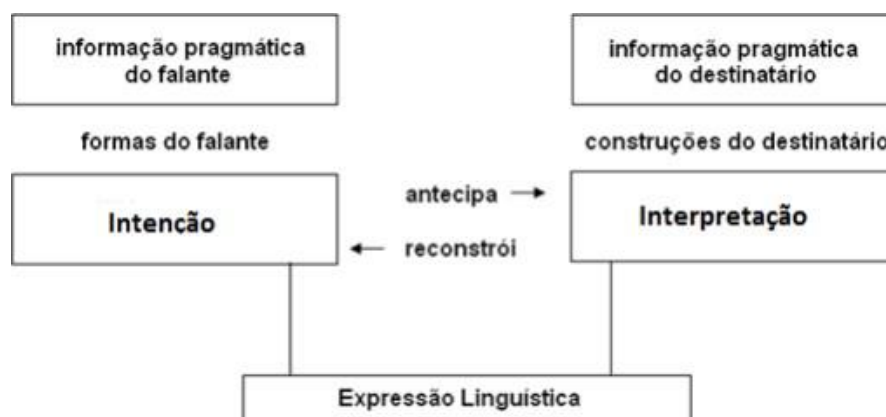 informação pragmática
do falante
informação pragmática
do destinatário
formas do falante
construções do destinatário
antecipa
Intenção
Interpretação
reconstrói
Expressão Linguística